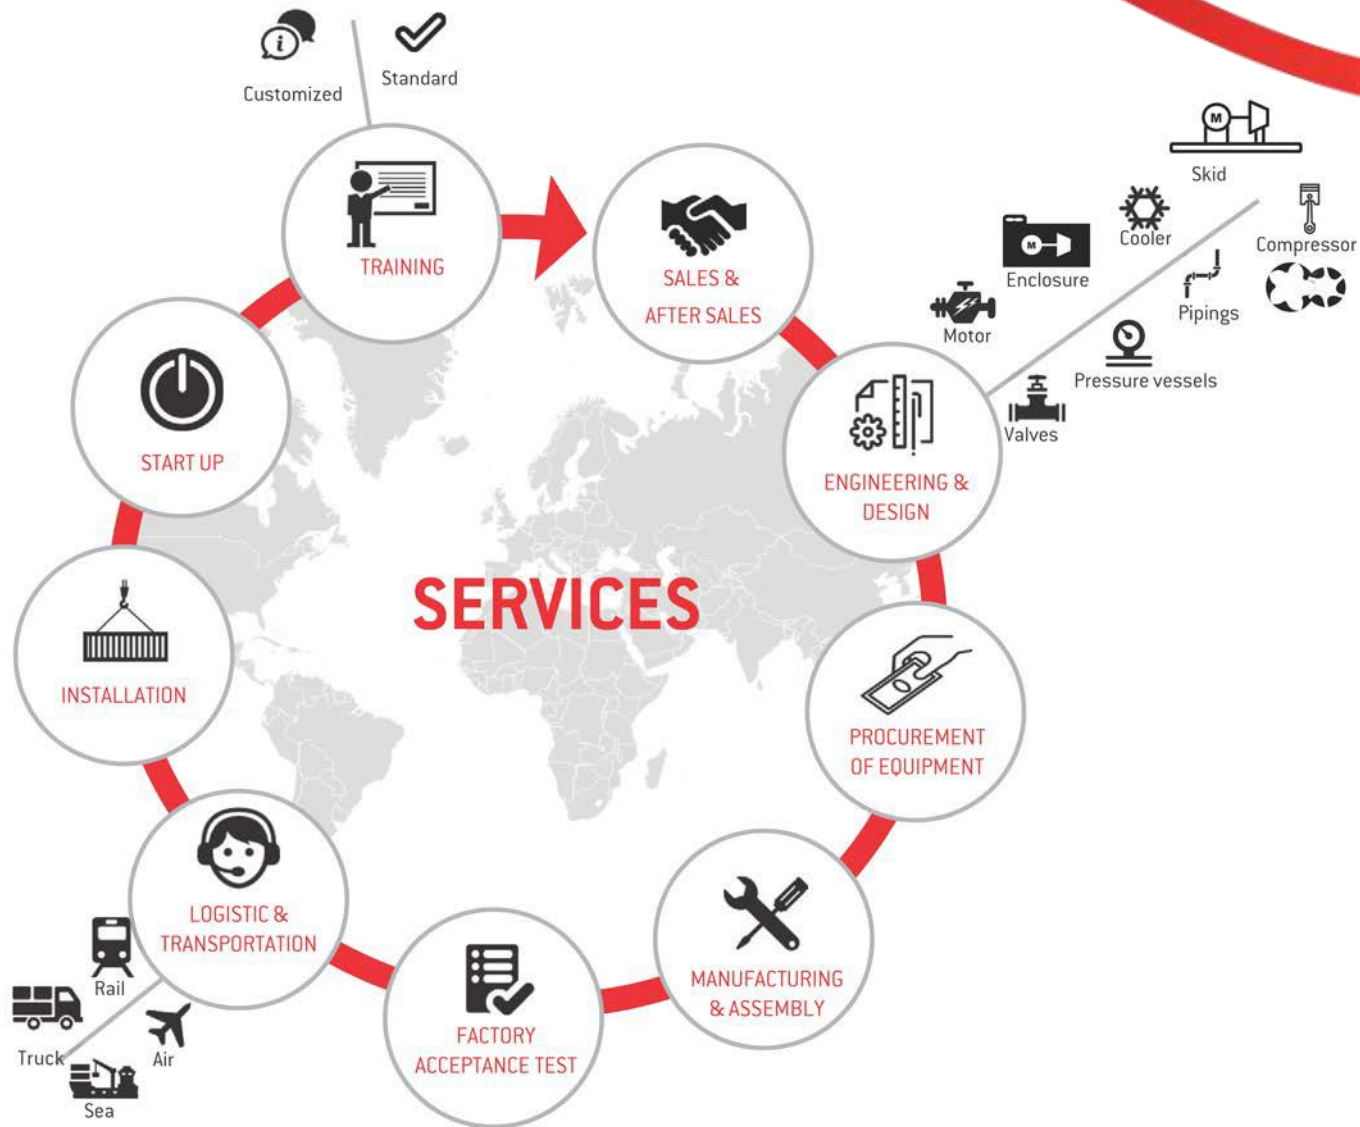 Customized
Standard
TRAINING
SALES &
AFTER SALES
M
Skid
Cooler
Compressor
M
Enclosure
Pipings
Motor
Pressure vessels
Valves
ENGINEERING &
DESIGN
START UP
SERVICES
INSTALLATION
PROCUREMENT
OF EQUIPMENT
LOGISTIC &
TRANSPORTATION
MANUFACTURING
& ASSEMBLY
FACTORY
ACCEPTANCE TEST
Rail
Truck
Air
Sea
i